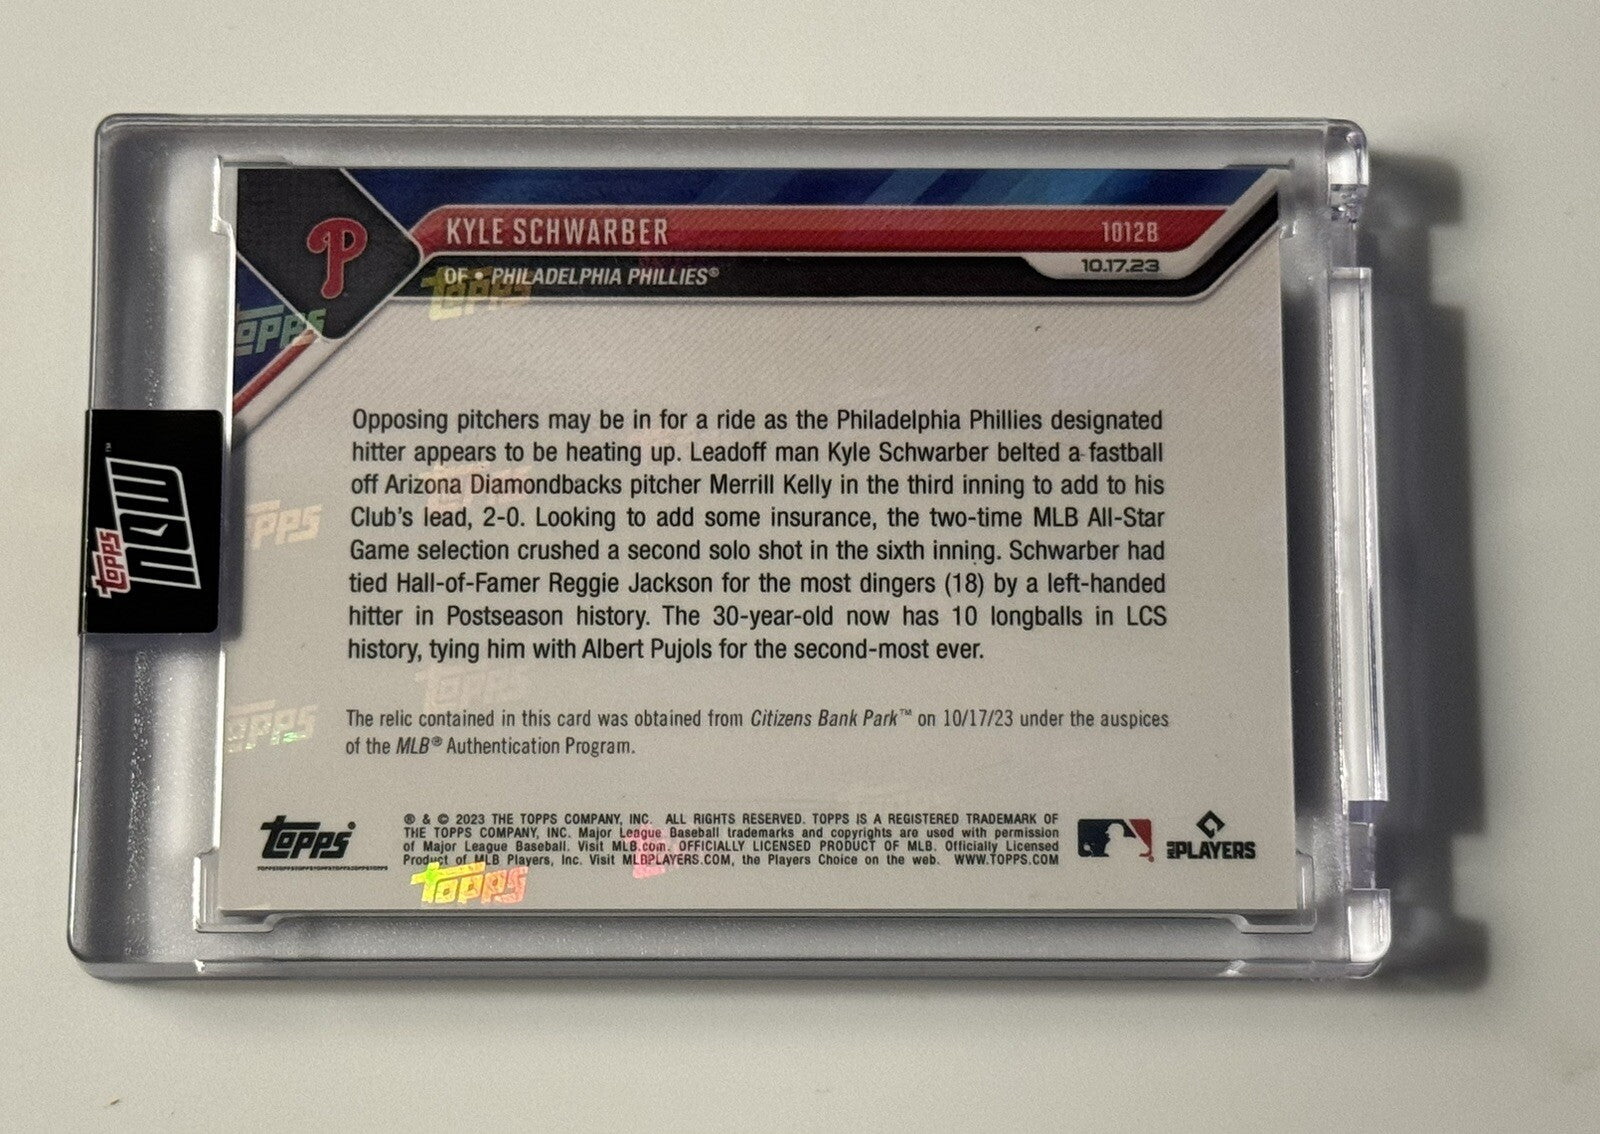 P
KYLE SCHWARBER 1012B
OF • PHILADELPHIA PHILLIES® 10.17.23
Opposing pitchers may be in for a ride as the Philadelphia Phillies designated
hitter appears to be heating up. Leadoff man Kyle Schwarber belted a fastball
off Arizona Diamondbacks pitcher Merrill Kelly in the third inning to add to his
Club's lead, 2-0. Looking to add some insurance, the two-time MLB All-Star
Game selection crushed a second solo shot in the sixth inning. Schwarber had
tied Hall-of-Famer Reggie Jackson for the most dingers (18) by a left-handed
hitter in Postseason history. The 30-year-old now has 10 longballs in LCS
history, tying him with Albert Pujols for the second-most ever.
The relic contained in this card was obtained from Citizens Bank Park™ on 10/17/23 under the auspices
of the MLB® Authentication Program.
topps®
® & © 2023 THE TOPPS COMPANY, INC. ALL RIGHTS RESERVED. TOPPS IS A REGISTERED TRADEMARK OF
THE TOPPS COMPANY, INC. Major League Baseball trademarks and copyrights are used with permission
of Major League Baseball. Visit MLB.com. OFFICIALLY LICENSED PRODUCT OF MLB. Officially Licensed
Product of MLB Players, Inc. Visit MLBPLAYERS.COM, the Players Choice on the web. WWW.TOPPS.COM
PLAYERS
topps NOW™
topps
topps
topps
topps
topps
topps